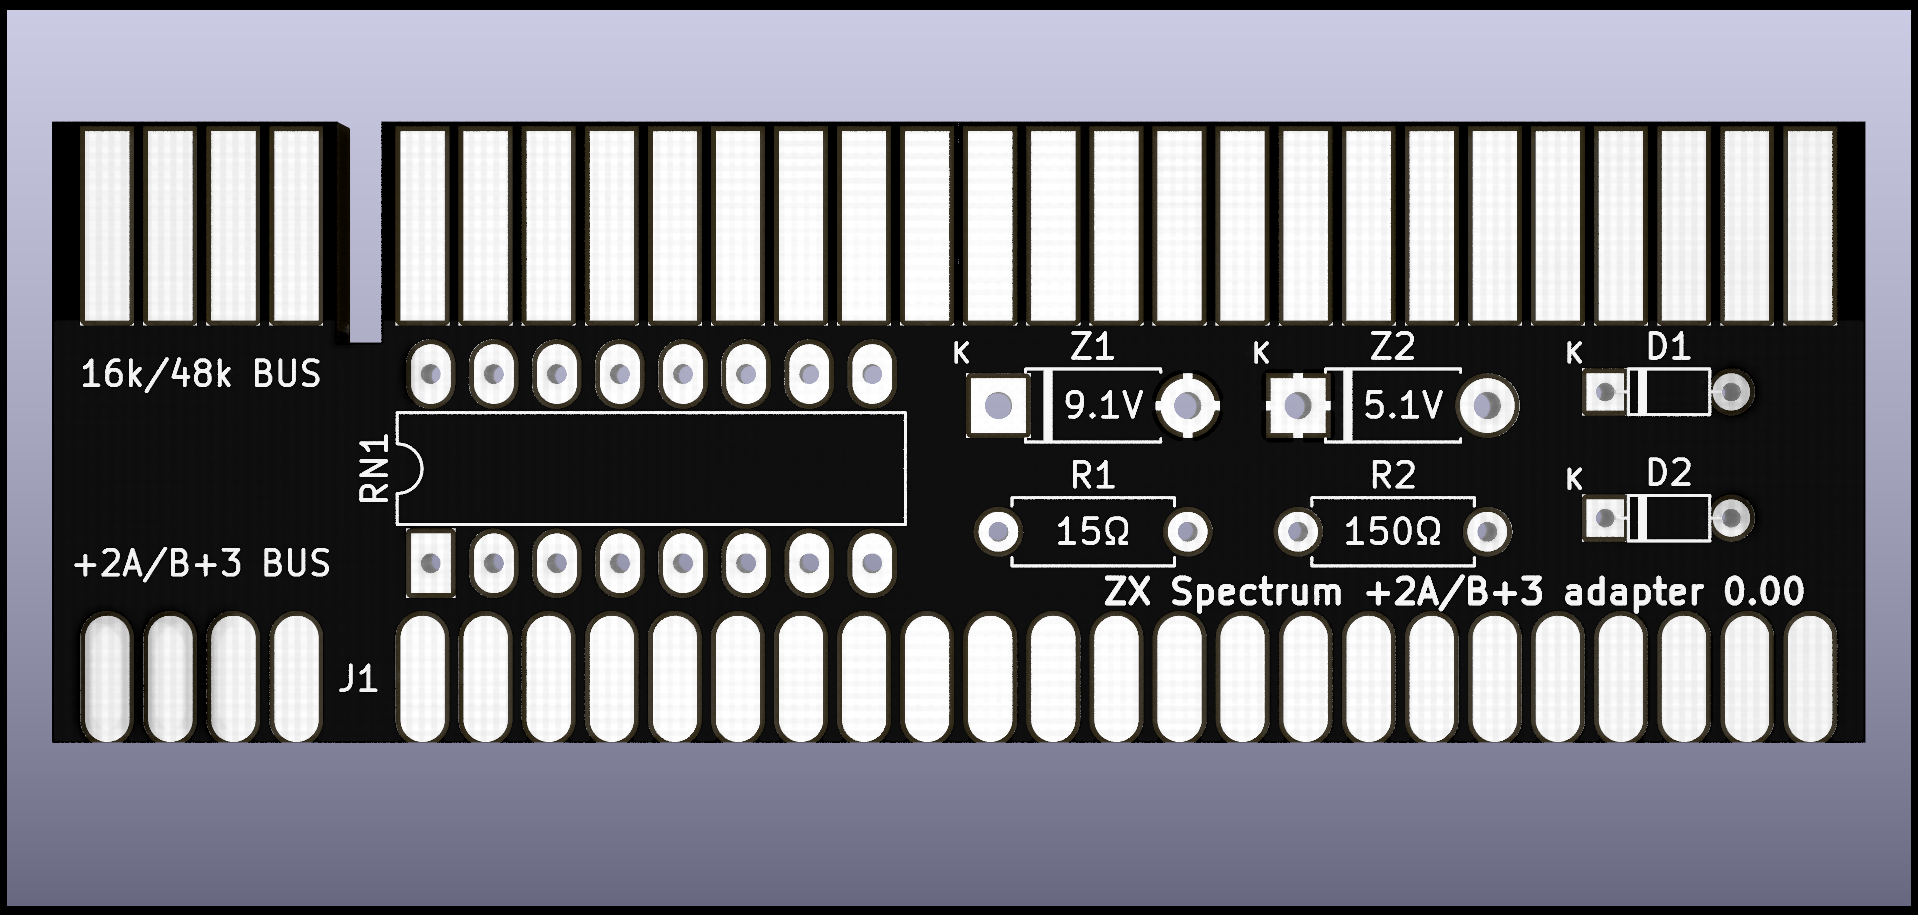 16k/48k BUS
RN1
+2A/B+3 BUS
J1
K
Z1
9.1V
K
Z2
5.1V
K
D1
R1
15Ω
R2
150Ω
K
D2
ZX Spectrum +2A/B+3 adapter 0.00